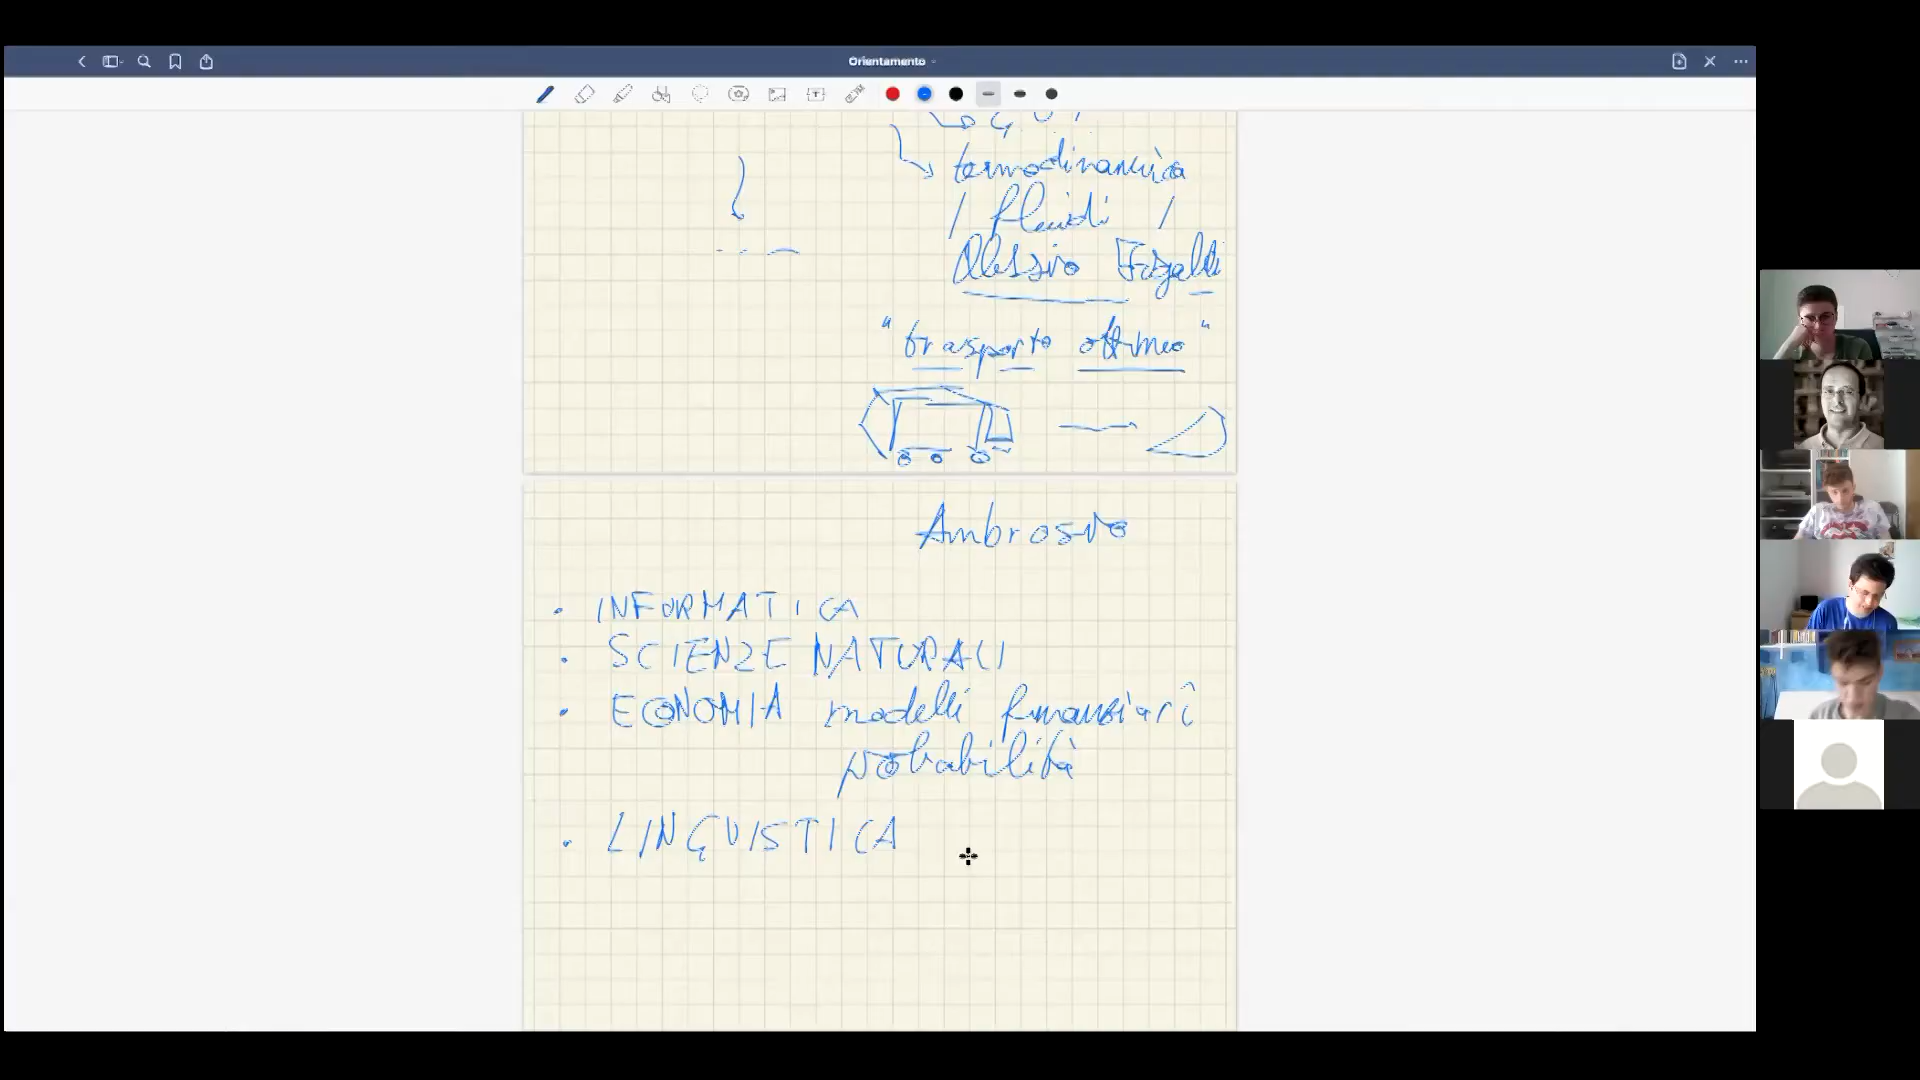 Orientamento
termodinamica
/ fluidi /
Alessio Figalli
"trasporto ottimo"
Ambrosio
• INFORMATICA
• SCIENZE NATURALI
• ECONOMIA modelli finanziari
probabilità
• LINGUISTICA